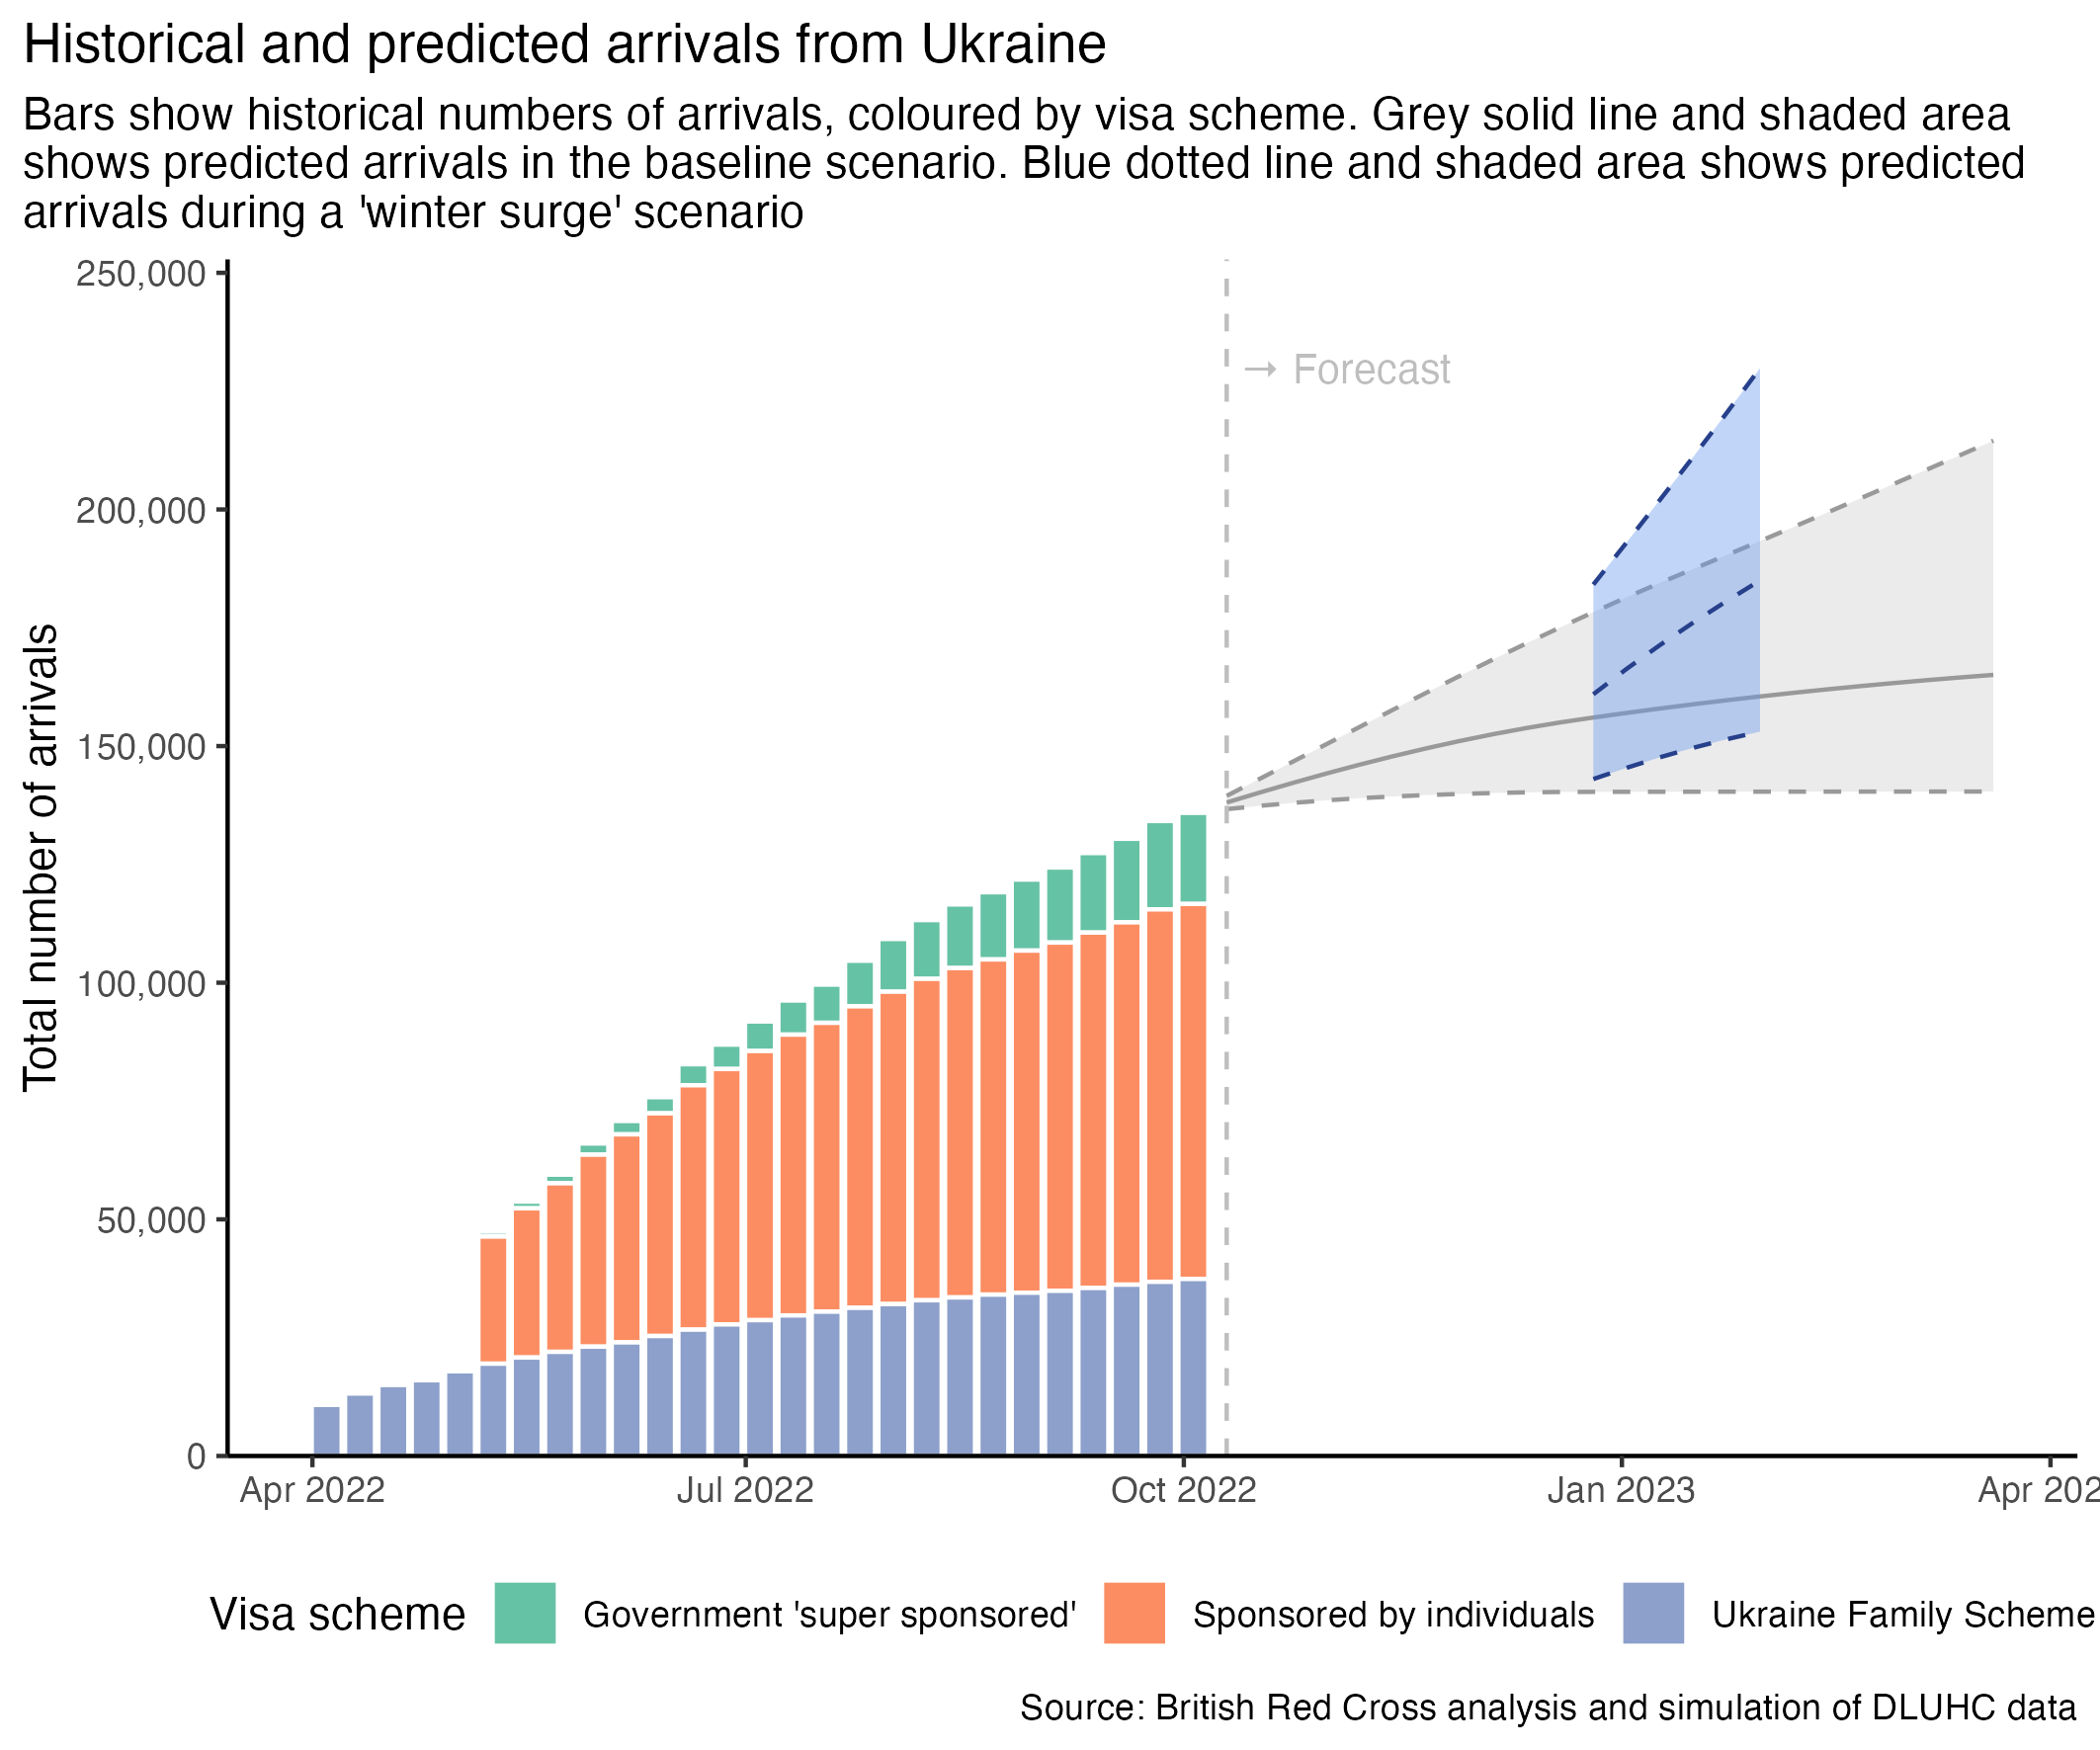 Historical and predicted arrivals from Ukraine
Bars show historical numbers of arrivals, coloured by visa scheme. Grey solid line and shaded area
shows predicted arrivals in the baseline scenario. Blue dotted line and shaded area shows predicted
arrivals during a 'winter surge' scenario
250,000
→ Forecast
200,000
150,000
100,000
50,000
0
Total number of arrivals
Apr 2022
Jul 2022
Oct 2022
Jan 2023
Apr 202
Visa scheme
Government 'super sponsored'
Sponsored by individuals
Ukraine Family Scheme
Source: British Red Cross analysis and simulation of DLUHC data